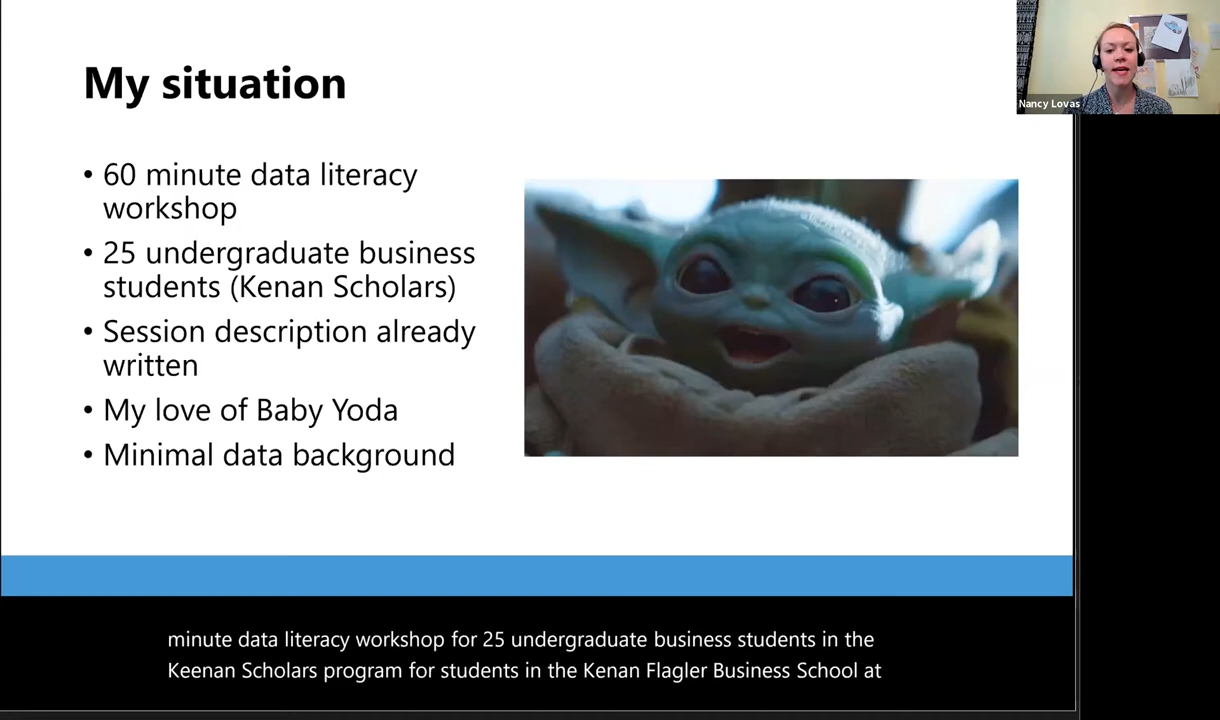 My situation
Nancy Lovas
• 60 minute data literacy
workshop
• 25 undergraduate business
students (Kenan Scholars)
• Session description already
written
• My love of Baby Yoda
• Minimal data background
minute data literacy workshop for 25 undergraduate business students in the
Keenan Scholars program for students in the Kenan Flagler Business School at